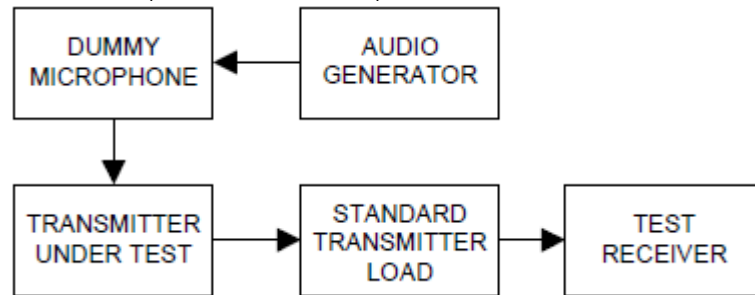 DUMMY
MICROPHONE
AUDIO
GENERATOR
TRANSMITTER
UNDER TEST
STANDARD
TRANSMITTER
LOAD
TEST
RECEIVER